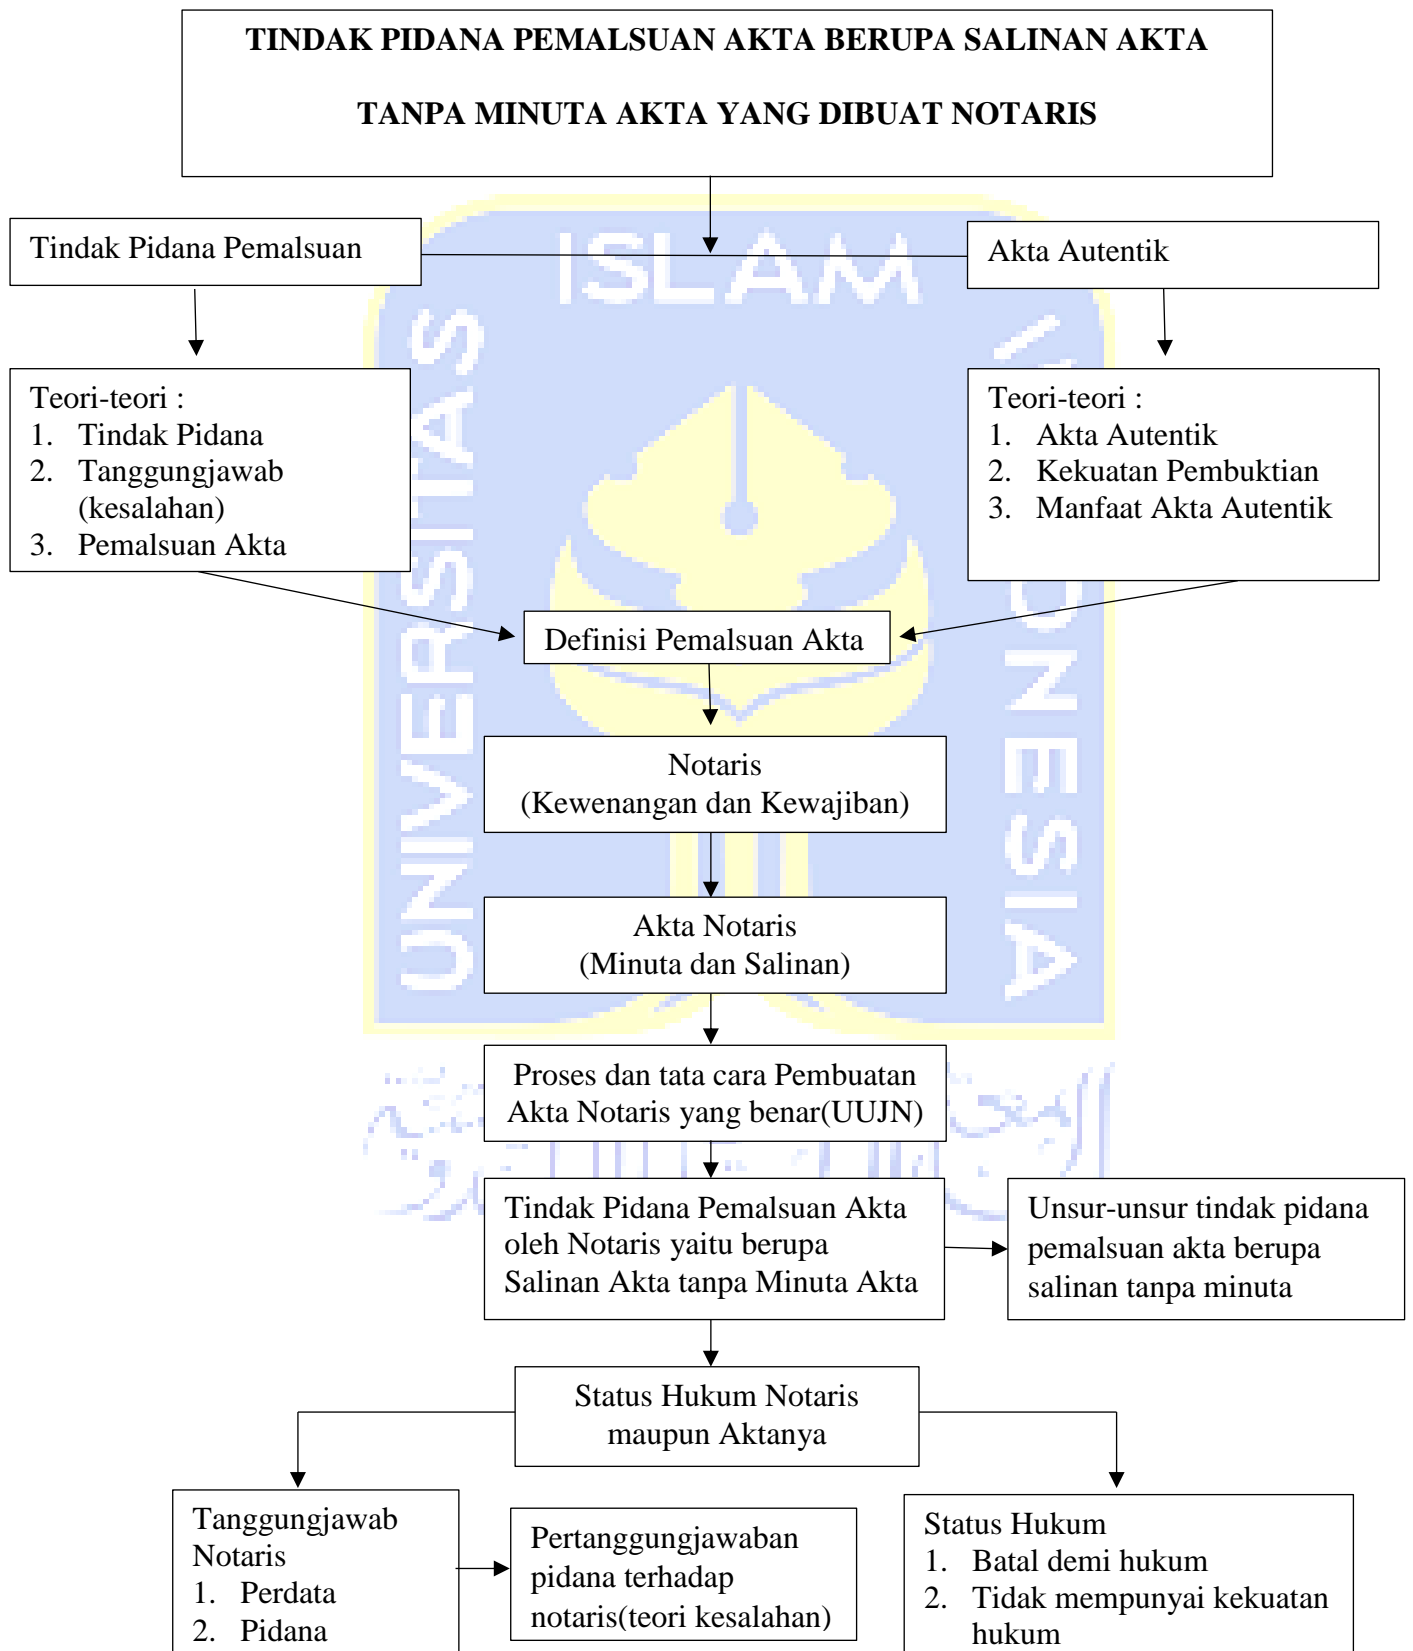 TINDAK PIDANA PEMALSUAN AKTA BERUPA SALINAN AKTA
TANPA MINUTA AKTA YANG DIBUAT NOTARIS
Tindak Pidana Pemalsuan
Akta Autentik
Teori-teori :
1. Tindak Pidana
2. Tanggungjawab
(kesalahan)
3. Pemalsuan Akta
Teori-teori :
1. Akta Autentik
2. Kekuatan Pembuktian
3. Manfaat Akta Autentik
Definisi Pemalsuan Akta
Notaris
(Kewenangan dan Kewajiban)
Akta Notaris
(Minuta dan Salinan)
Proses dan tata cara Pembuatan
Akta Notaris yang benar(UUJN)
Tindak Pidana Pemalsuan Akta
oleh Notaris yaitu berupa
Salinan Akta tanpa Minuta Akta
Unsur-unsur tindak pidana
pemalsuan akta berupa
salinan tanpa minuta
Status Hukum Notaris
maupun Aktanya
Tanggungjawab
Notaris
1. Perdata
2. Pidana
Pertanggungjawaban
pidana terhadap
notaris(teori kesalahan)
Status Hukum
1. Batal demi hukum
2. Tidak mempunyai kekuatan
hukum
UNIVERSITAS
ISLAM